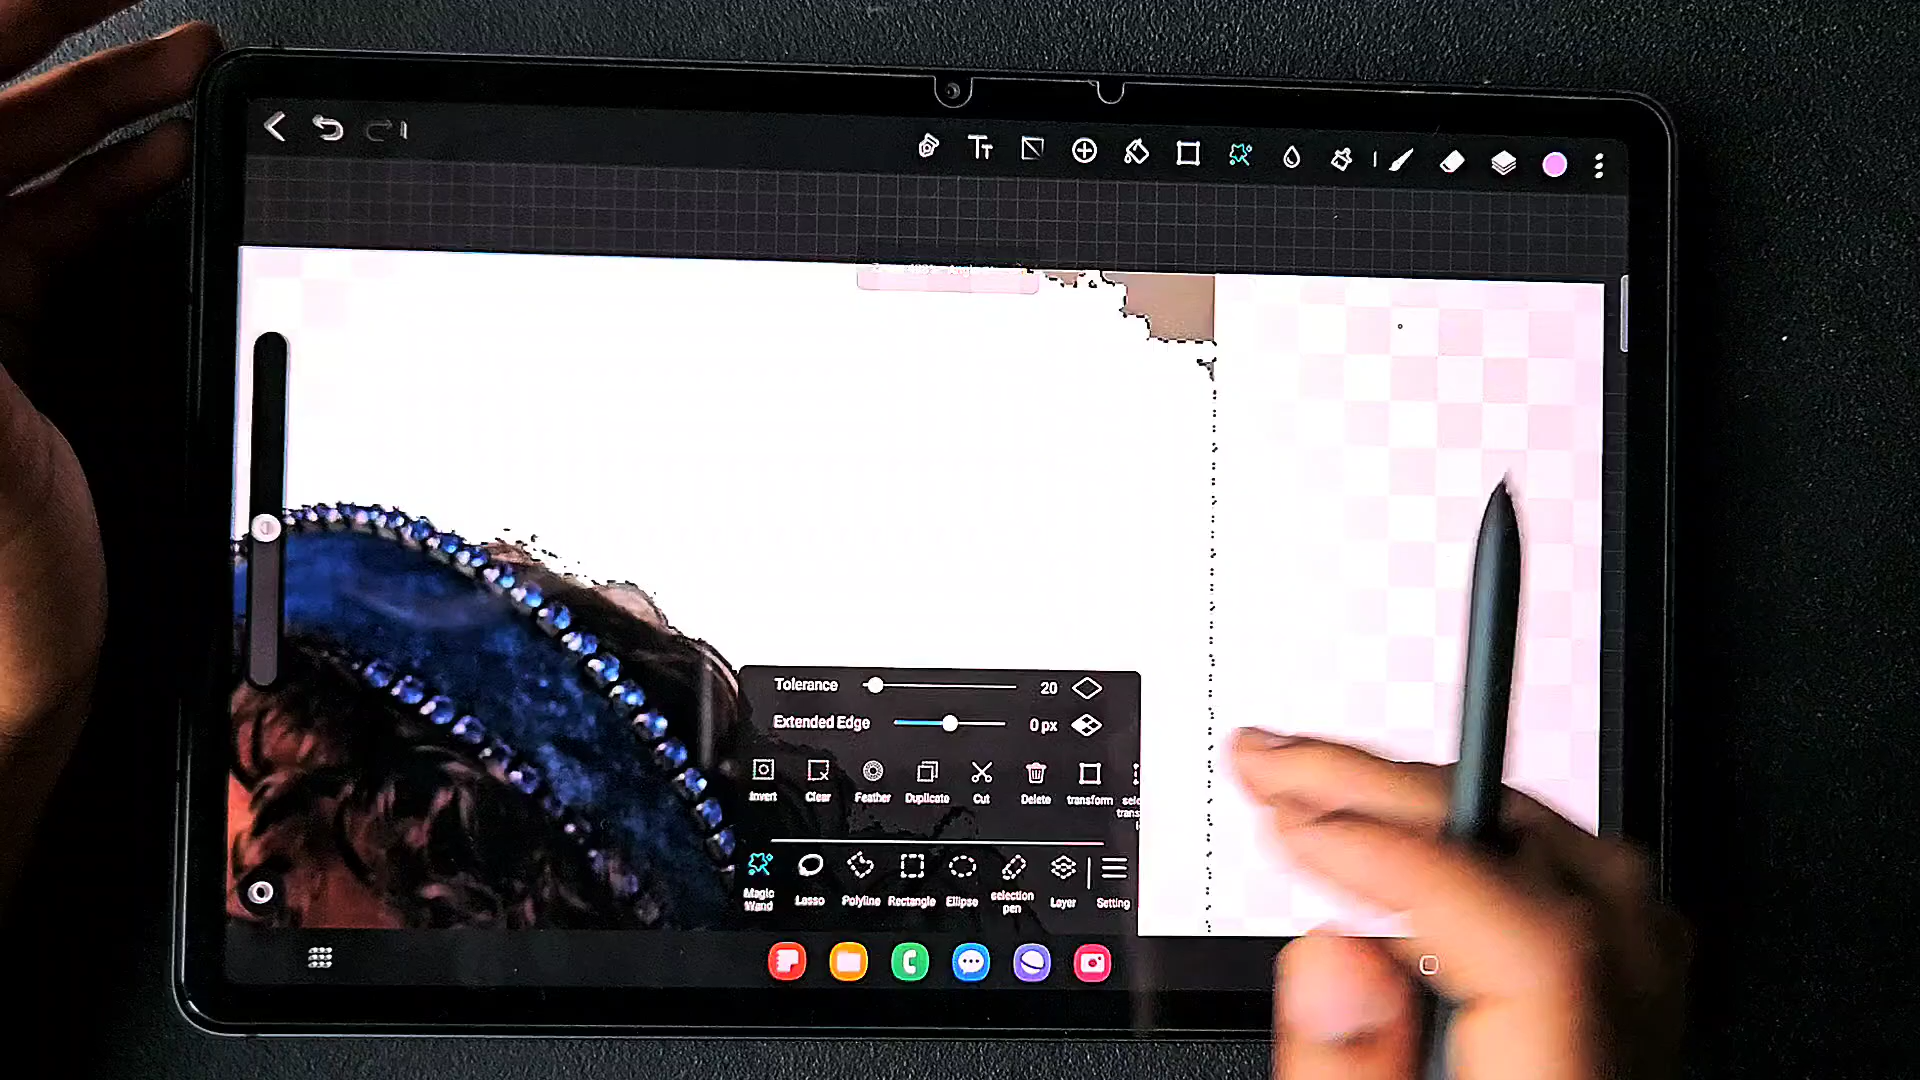 Tolerance 20
Extended Edge 0 px
Invert Clear Feather Duplicate Cut Delete transform
Magic Wand Lasso Polyline Rectangle Ellipse selection pen Layer Setting